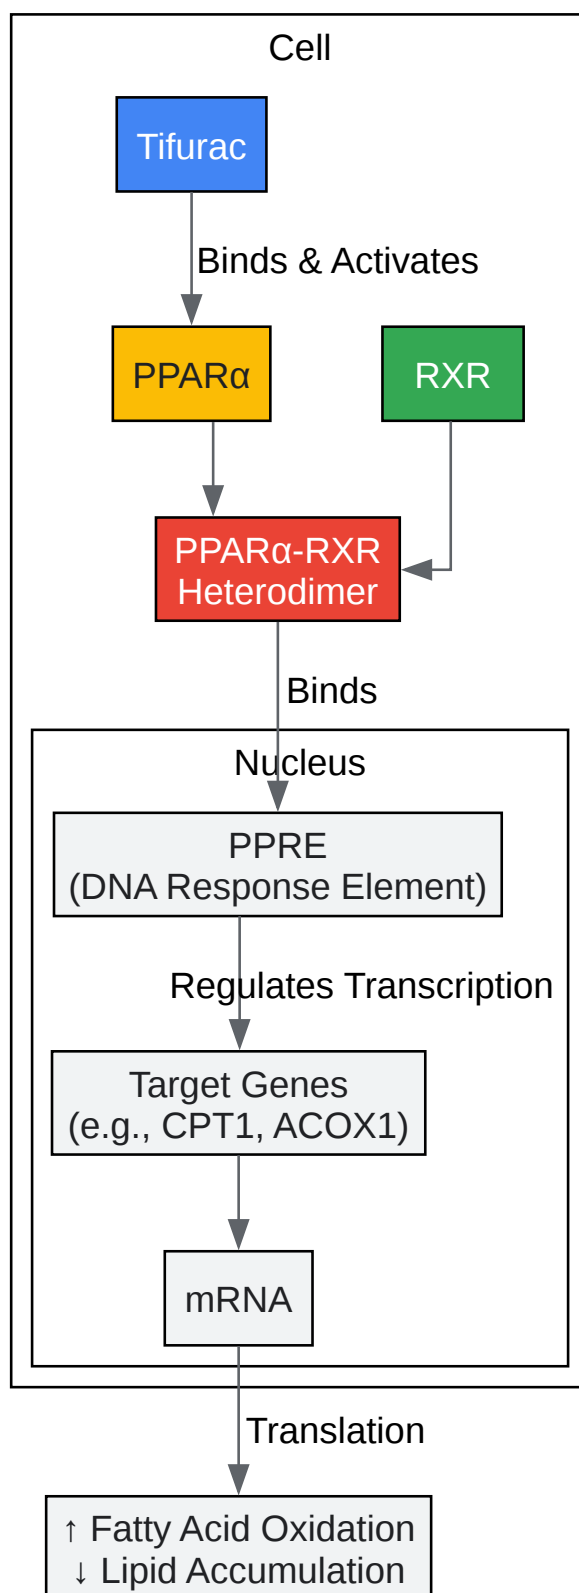 Cell
Tifurac
Binds & Activates
PPARα
RXR
PPARα-RXR
Heterodimer
Binds
Nucleus
PPRE
(DNA Response Element)
Regulates Transcription
Target Genes
(e.g., CPT1, ACOX1)
mRNA
Translation
↑ Fatty Acid Oxidation
↓ Lipid Accumulation